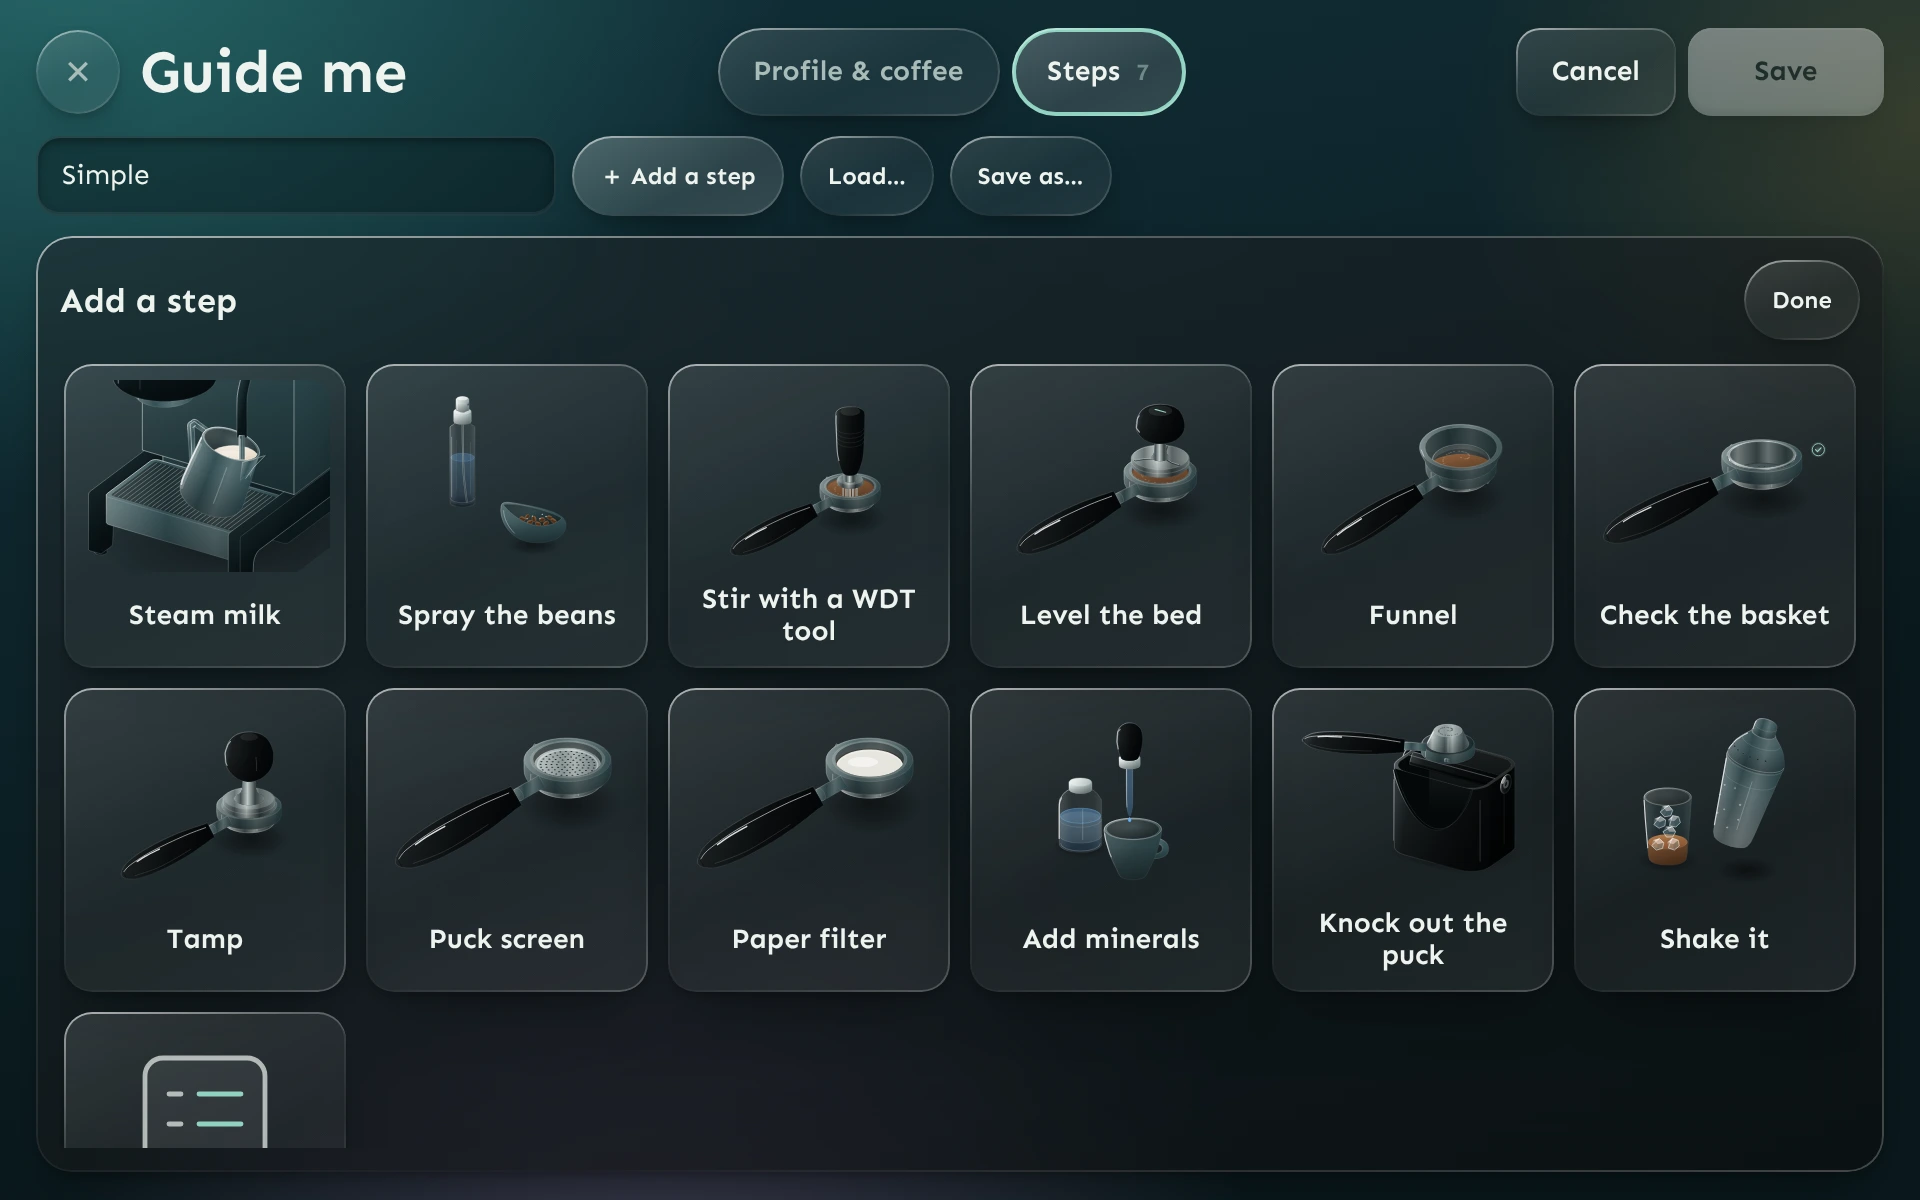 Guide me
Profile & coffee
Steps 7
Cancel
Save
Simple
+ Add a step
Load...
Save as...
Add a step
Done
Steam milk
Spray the beans
Stir with a WDT
tool
Level the bed
Funnel
Check the basket
Tamp
Puck screen
Paper filter
Add minerals
Knock out the
puck
Shake it